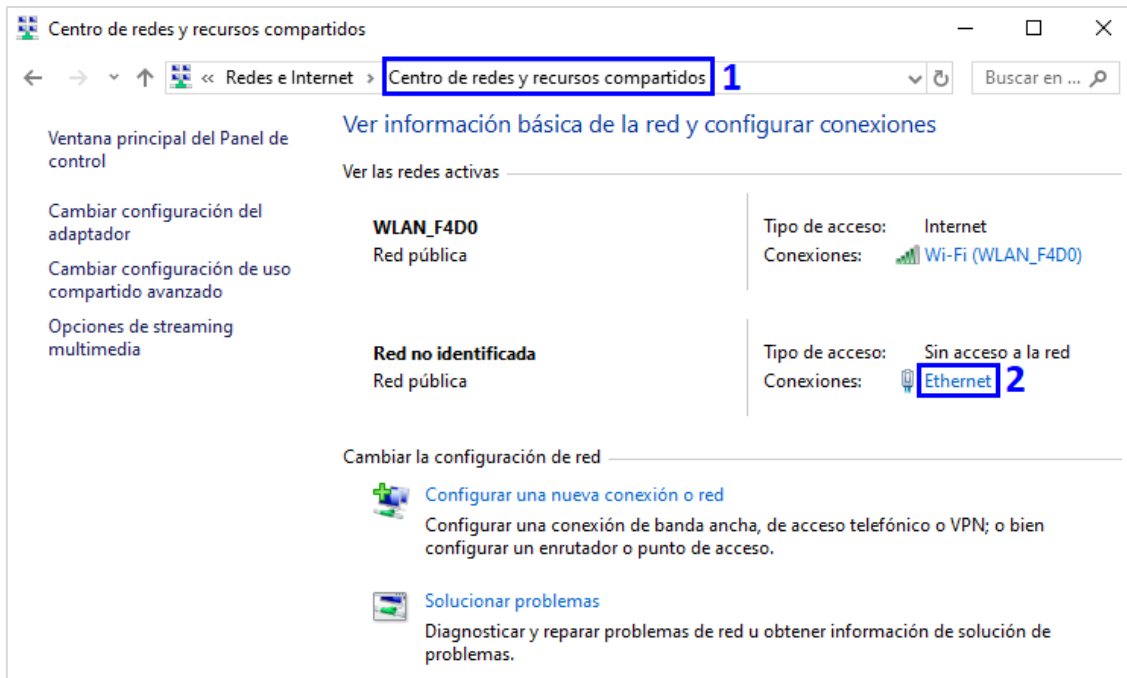 Centro de redes y recursos compartidos
« Redes e Internet > Centro de redes y recursos compartidos 1 Buscar en ...
Ventana principal del Panel de
control
Cambiar configuración del
adaptador
Cambiar configuración de uso
compartido avanzado
Opciones de streaming
multimedia
Ver información básica de la red y configurar conexiones
Ver las redes activas
WLAN_F4D0
Red pública
Tipo de acceso: Internet
Conexiones: Wi-Fi (WLAN_F4D0)
Red no identificada
Red pública
Tipo de acceso: Sin acceso a la red
Conexiones: Ethernet 2
Cambiar la configuración de red
Configurar una nueva conexión o red
Configurar una conexión de banda ancha, de acceso telefónico o VPN; o bien
configurar un enrutador o punto de acceso.
Solucionar problemas
Diagnosticar y reparar problemas de red u obtener información de solución de
problemas.